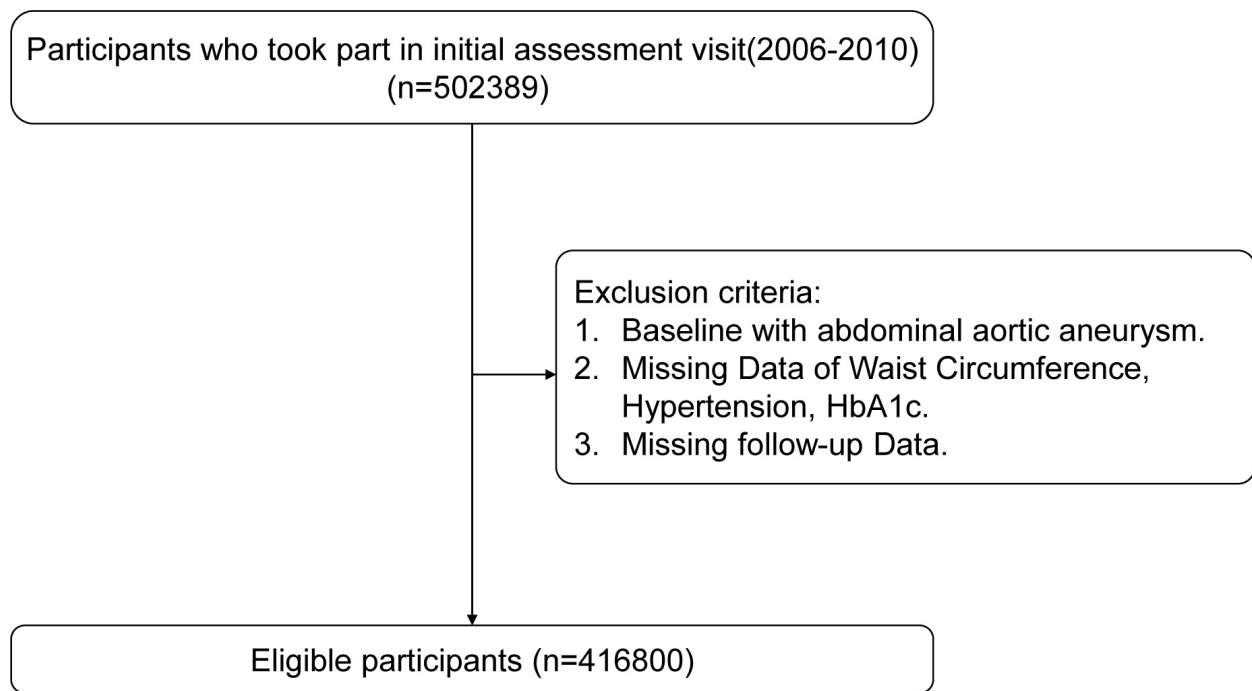 Participants who took part in initial assessment visit(2006-2010)
(n=502389)
Exclusion criteria:
1. Baseline with abdominal aortic aneurysm.
2. Missing Data of Waist Circumference,
Hypertension, HbA1c.
3. Missing follow-up Data.
Eligible participants (n=416800)